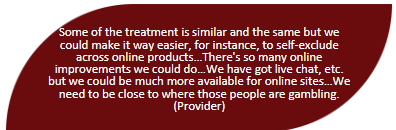 Some of the treatment is similar and the same but we
could make it way easier, for instance, to self-exclude
across online products...There's so many online
improvements we could do...We have got live chat, etc.
but we could be much more available for online sites...We
need to be close to where those people are gambling.
(Provider)